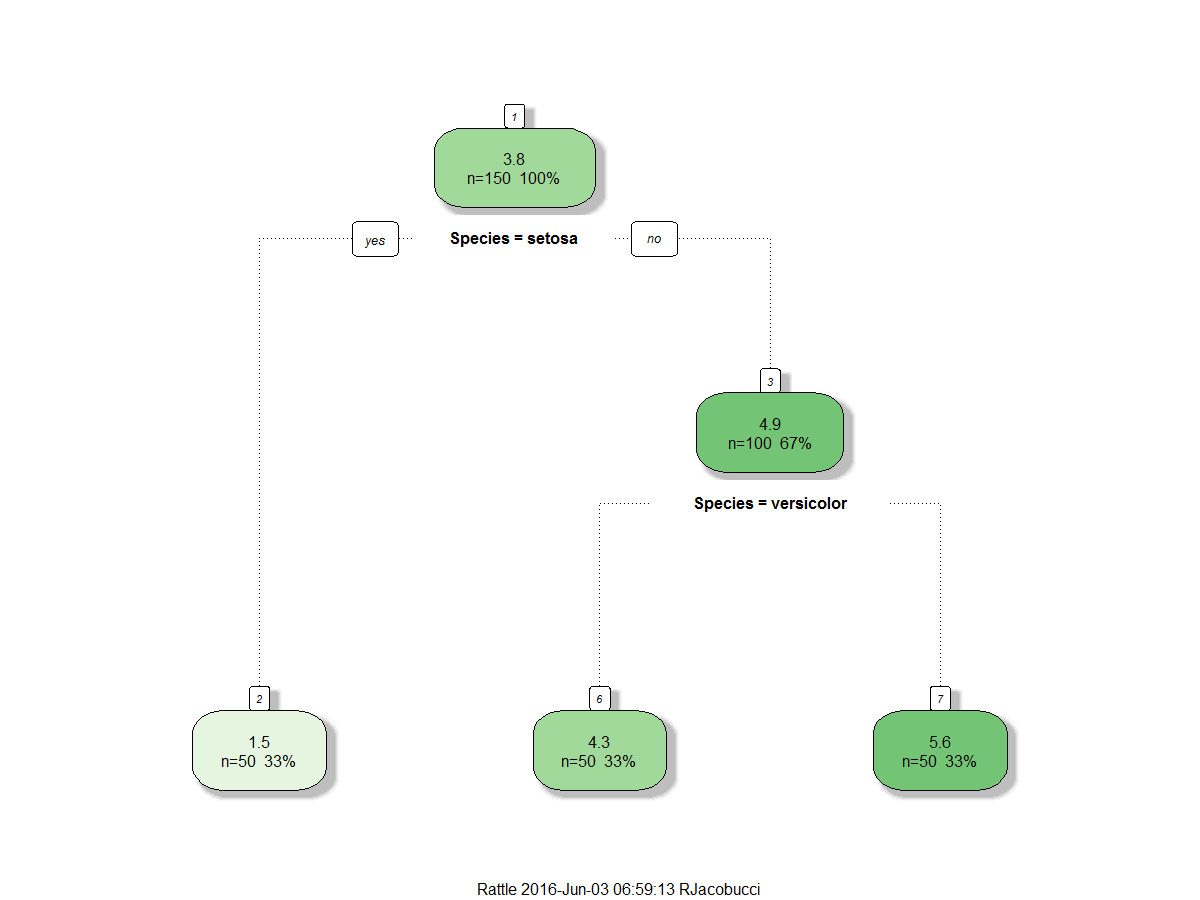 1
3.8
n=150 100%
yes
Species = setosa
no
3
4.9
n=100 67%
Species = versicolor
2
1.5
n=50 33%
6
4.3
n=50 33%
7
5.6
n=50 33%
Rattle 2016-Jun-03 06:59:13 RJacobucci